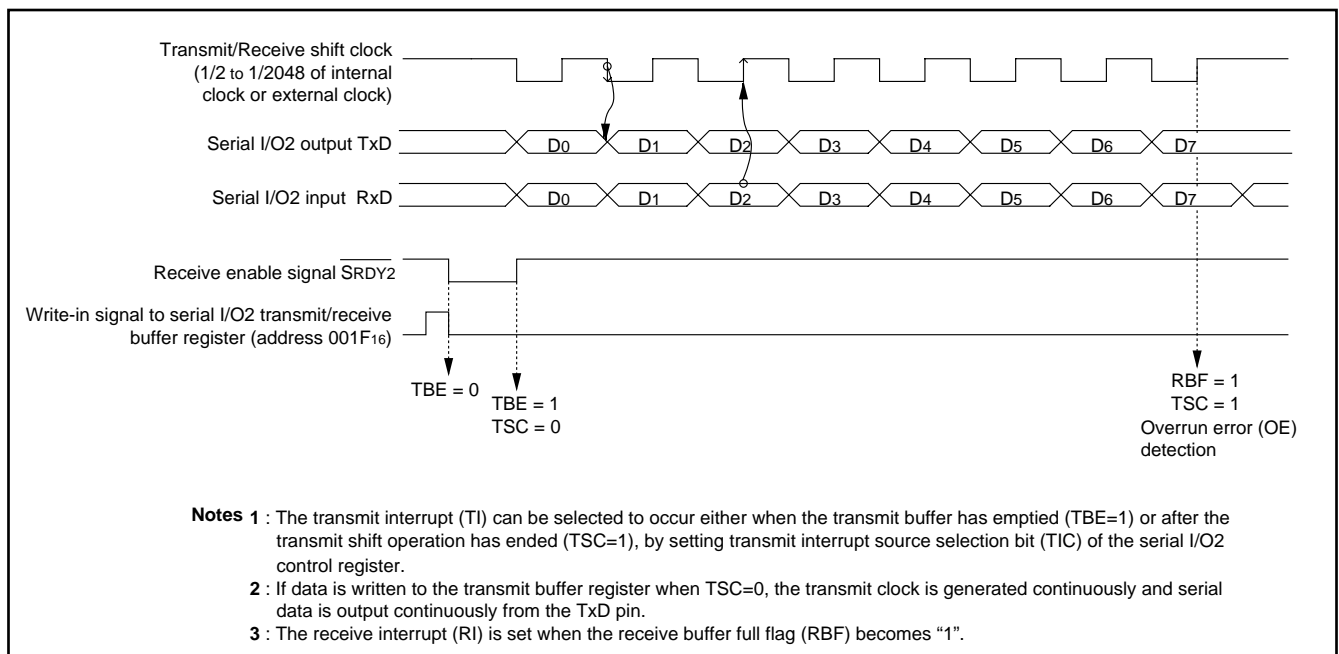 Transmit/Receive shift clock
(1/2 to 1/2048 of internal
clock or external clock)
Serial I/O2 output TxD
D0 D1 D2 D3 D4 D5 D6 D7
Serial I/O2 input RxD
D0 D1 D2 D3 D4 D5 D6 D7
Receive enable signal SRDY2
Write-in signal to serial I/O2 transmit/receive
buffer register (address 001F16)
TBE = 0
TBE = 1
TSC = 0
RBF = 1
TSC = 1
Overrun error (OE)
detection
Notes 1 : The transmit interrupt (TI) can be selected to occur either when the transmit buffer has emptied (TBE=1) or after the
transmit shift operation has ended (TSC=1), by setting transmit interrupt source selection bit (TIC) of the serial I/O2
control register.
2 : If data is written to the transmit buffer register when TSC=0, the transmit clock is generated continuously and serial
data is output continuously from the TxD pin.
3 : The receive interrupt (RI) is set when the receive buffer full flag (RBF) becomes “1”.